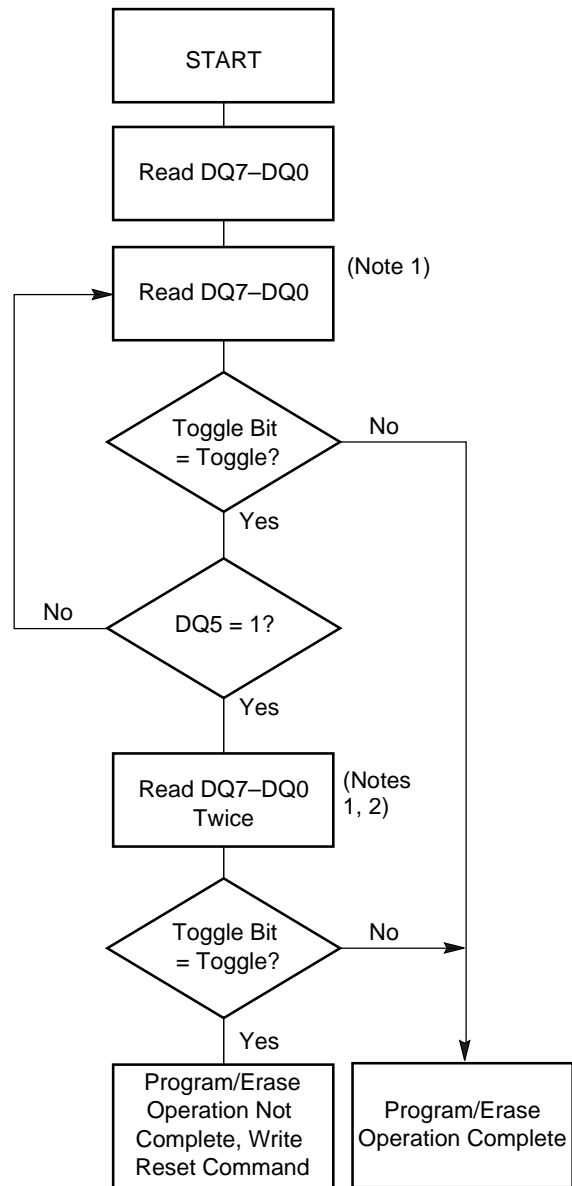 START
Read DQ7–DQ0
Read DQ7–DQ0
(Note 1)
Toggle Bit
= Toggle?
No
Yes
No
DQ5 = 1?
Yes
Read DQ7–DQ0
Twice
(Notes
1, 2)
Toggle Bit
= Toggle?
No
Yes
Program/Erase
Operation Not
Complete, Write
Reset Command
Program/Erase
Operation Complete